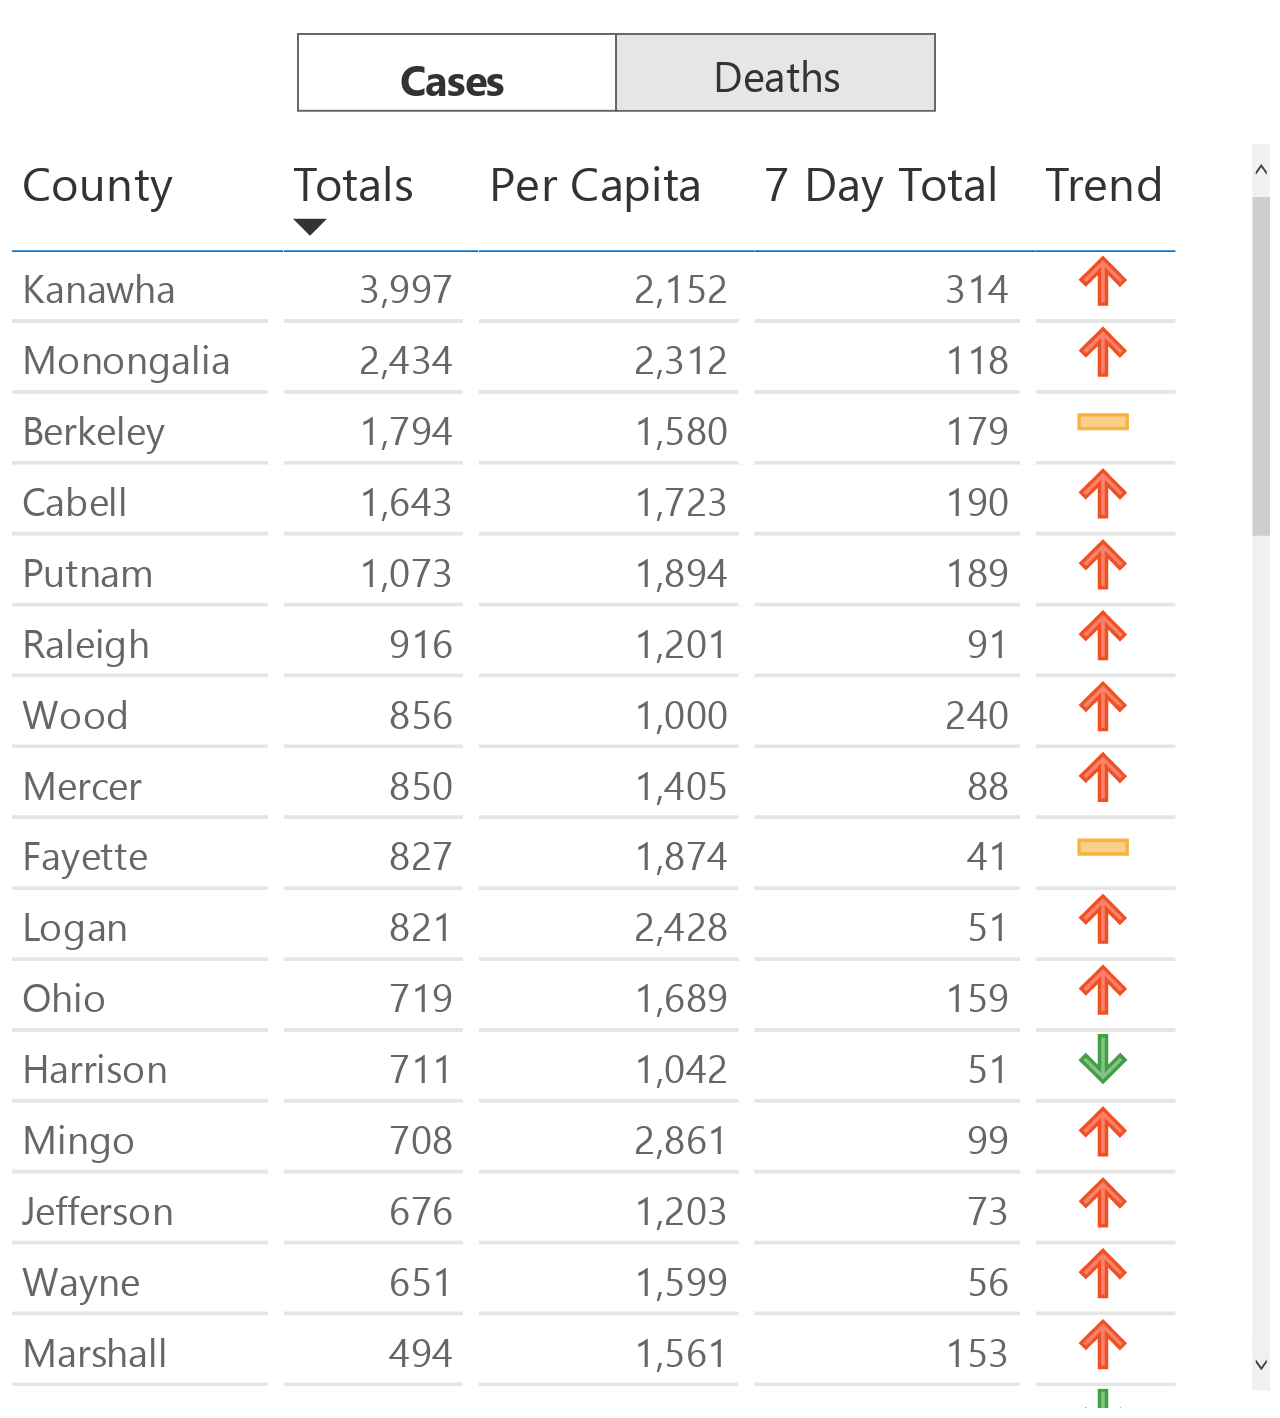 Cases Deaths
County Totals Per Capita 7 Day Total Trend
Kanawha 3,997 2,152 314
Monongalia 2,434 2,312 118
Berkeley 1,794 1,580 179
Cabell 1,643 1,723 190
Putnam 1,073 1,894 189
Raleigh 916 1,201 91
Wood 856 1,000 240
Mercer 850 1,405 88
Fayette 827 1,874 41
Logan 821 2,428 51
Ohio 719 1,689 159
Harrison 711 1,042 51
Mingo 708 2,861 99
Jefferson 676 1,203 73
Wayne 651 1,599 56
Marshall 494 1,561 153